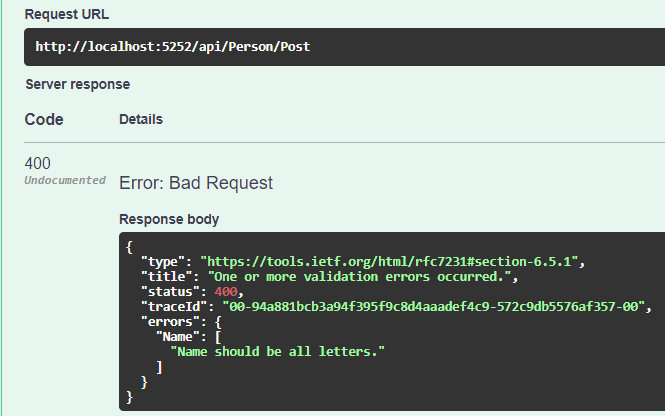 Request URL
http://localhost:5252/api/Person/Post
Server response
Code Details
400
Undocumented
Error: Bad Request
Response body
{
  "type": "https://tools.ietf.org/html/rfc7231#section-6.5.1",
  "title": "One or more validation errors occurred.",
  "status": 400,
  "traceId": "00-94a881bcb3a94f395f9c8d4aaadef4c9-572c9db5576af357-00",
  "errors": {
    "Name": [
      "Name should be all letters."
    ]
  }
}